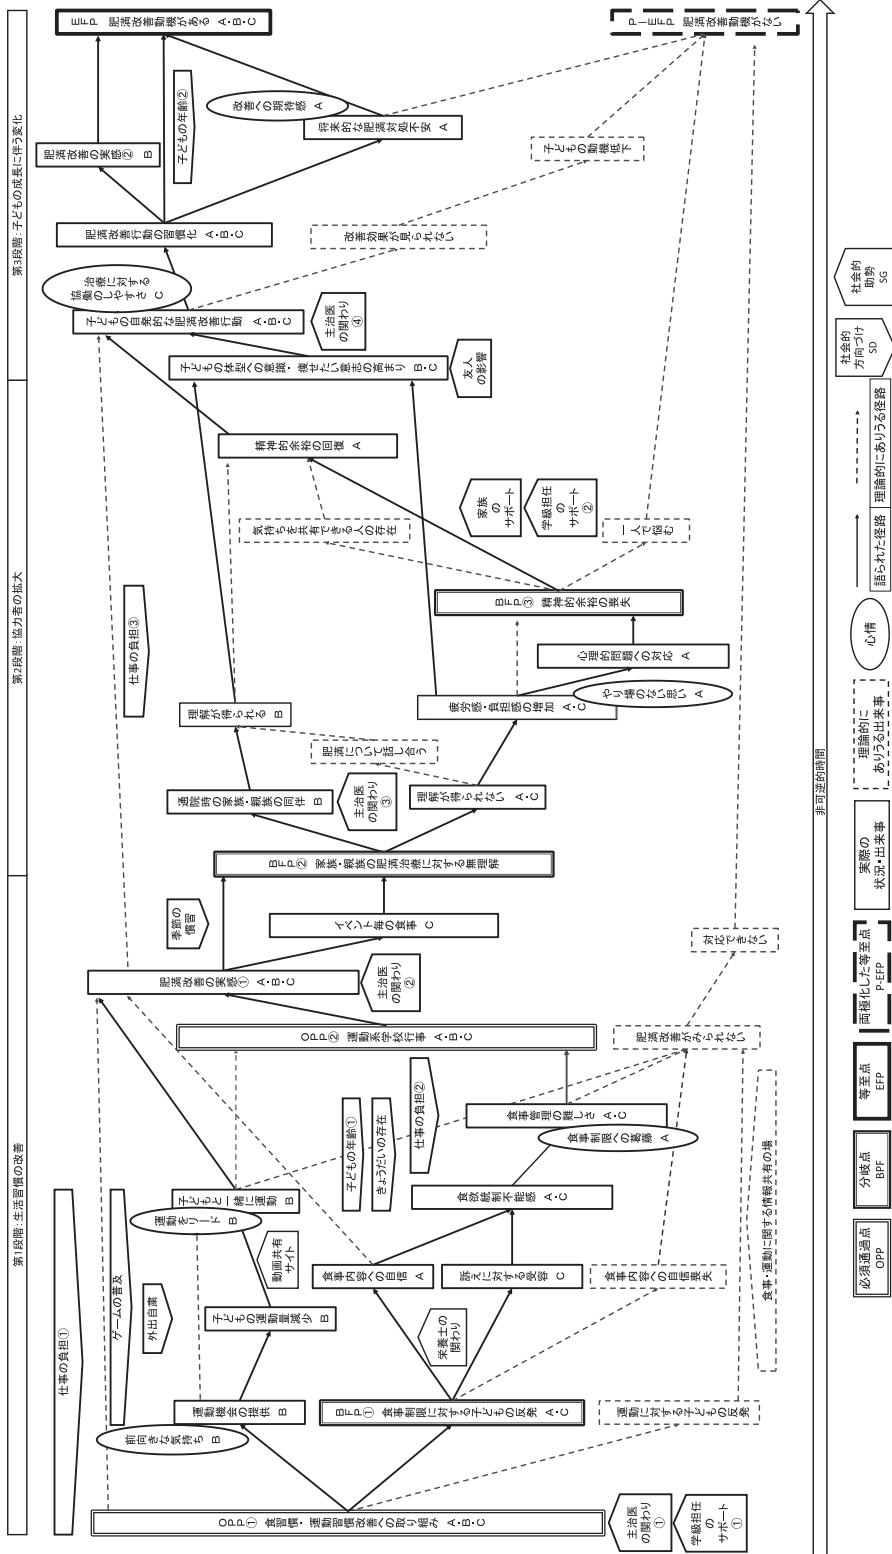 第1段階：生活習慣の改善
第2段階：協力者の拡大
第3段階：子どもの成長に伴う変化
仕事の負担①
ゲームの普及
外出自粛
前向きな気持ち　B
OPP①　食習慣・運動習慣改善への取り組み　A・B・C
主治医
の関わり
①
学級担任
の
サポート
①
運動機会の提供　B
BFP①　食事制限に対する子どもの反発　A・C
運動に対する子どもの反発
子どもの運動量減少　B
栄養士の
関わり
動画共有
サイト
運動をリード　B
子どもと一緒に運動　B
食事内容への自信　A
訴えに対する受容　C
食事内容への自信喪失
食事・運動に関する情報共有の場
子どもの年齢①
きょうだいの存在
仕事の負担②
食欲統制不能感　A・C
食事制限への葛藤　A
食事管理の難しさ　A・C
OPP②　運動系学校行事　A・B・C
肥満改善がみられない
対応できない
肥満改善の実感①　A・B・C
主治医
の関わり
②
季節の
慣習
イベント毎の食事　C
BFP②　家族・親族の肥満治療に対する無理解
通院時の家族・親族の同伴　B
主治医
の関わり
③
理解が得られない　A・C
肥満について話し合う
理解が得られる　B
仕事の負担③
疲労感・負担感の増加　A・C
やり場のない思い　A
心理的問題への対応　A
BFP③　精神的余裕の喪失
気持ちを共有できる人の存在
家族
の
サポート
学級担任
の
サポート
②
一人で悩む
精神的余裕の回復　A
子どもの体型への意識・痩せたい意志の高まり　B・C
友人
の影響
子どもの自発的な肥満改善行動　A・B・C
治療に対する
協働のしやすさ　C
主治医
の関わり
④
改善効果が見られない
肥満改善行動の習慣化　A・B・C
肥満改善の実感②　B
子どもの年齢②
将来的な肥満対処不安　A
改善への期待感　A
子どもの動機低下
EFP　肥満改善動機がある　A・B・C
P－EFP　肥満改善動機がない
非可逆的時間
必須通過点
OPP
分岐点
BPF
等至点
EFP
両極化した等至点
P-EFP
実際の
状況・出来事
理論的に
ありうる出来事
心情
語られた径路
理論的にありうる径路
社会的
方向づけ
SD
社会的
助勢
SG